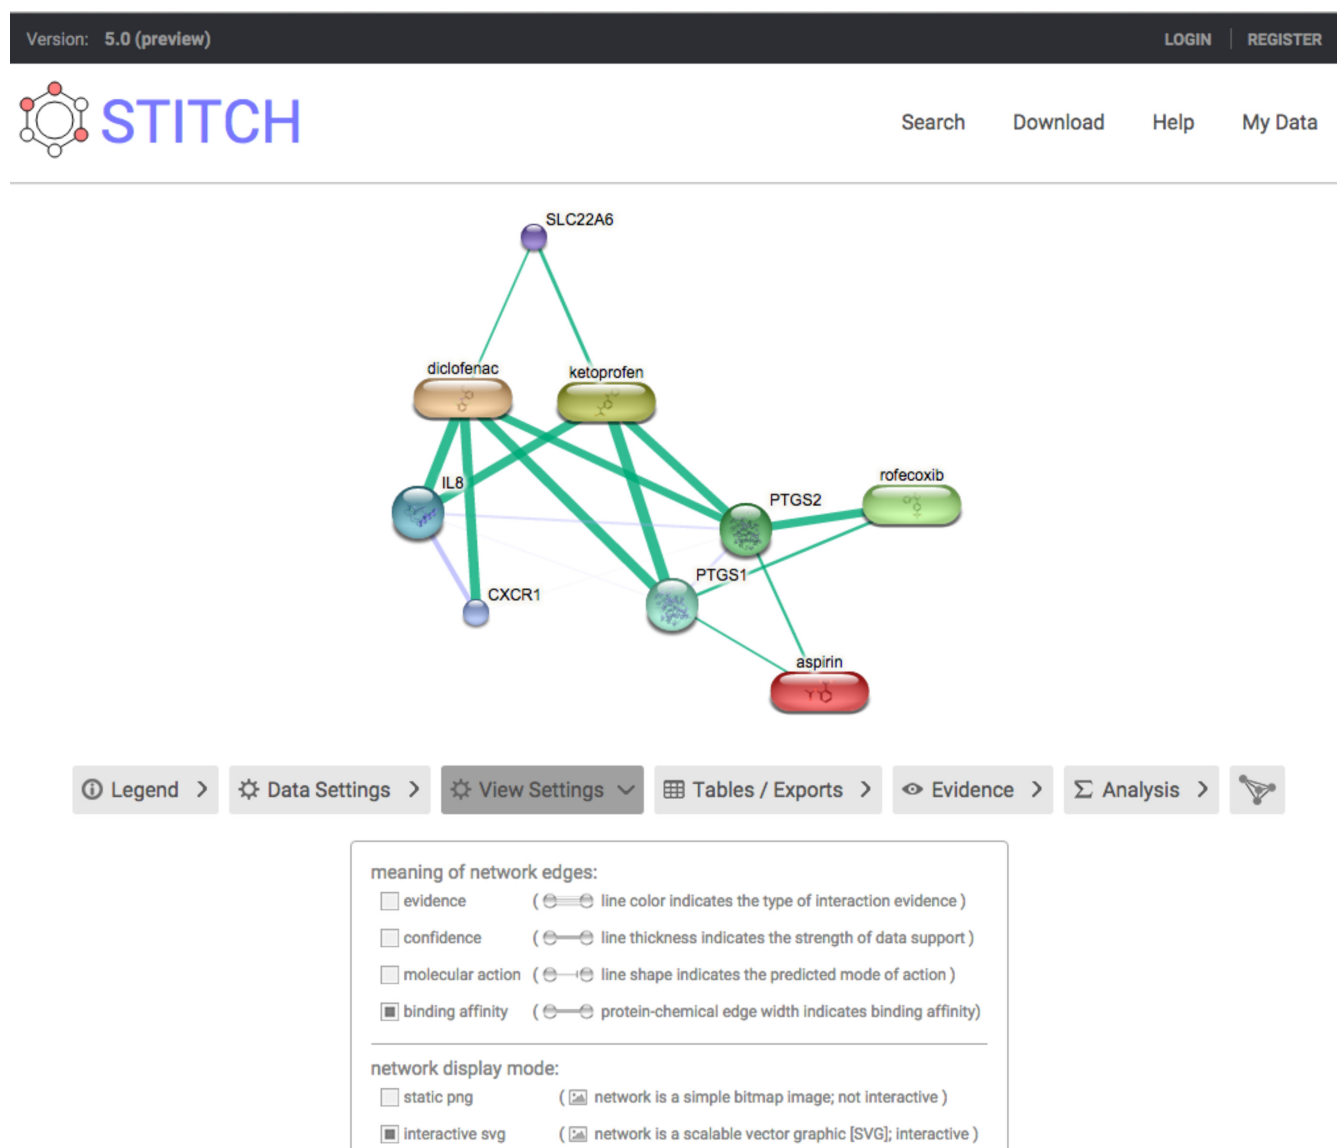 Version: 5.0 (preview) LOGIN REGISTER
STITCH Search Download Help My Data
SLC22A6
diclofenac
ketoprofen
rofecoxib
IL8
PTGS2
PTGS1
CXCR1
aspirin
Legend Data Settings View Settings Tables / Exports Evidence Σ Analysis
meaning of network edges:
evidence ( line color indicates the type of interaction evidence )
confidence ( line thickness indicates the strength of data support )
molecular action ( line shape indicates the predicted mode of action )
binding affinity ( protein-chemical edge width indicates binding affinity)
network display mode:
static png ( network is a simple bitmap image; not interactive )
interactive svg ( network is a scalable vector graphic [SVG]; interactive )